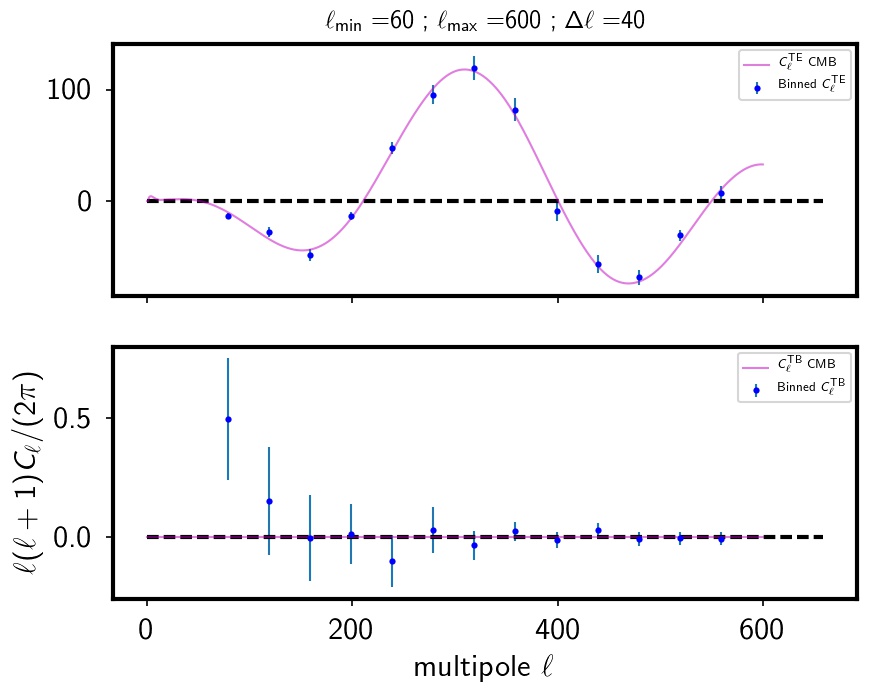 ℓmin =60 ; ℓmax =600 ; Δℓ =40
100
0
C_ℓ^TE CMB
Binned C_ℓ^TE
ℓ(ℓ + 1)C_ℓ/(2π)
0.5
0.0
C_ℓ^TB CMB
Binned C_ℓ^TB
0 200 400 600
multipole ℓ